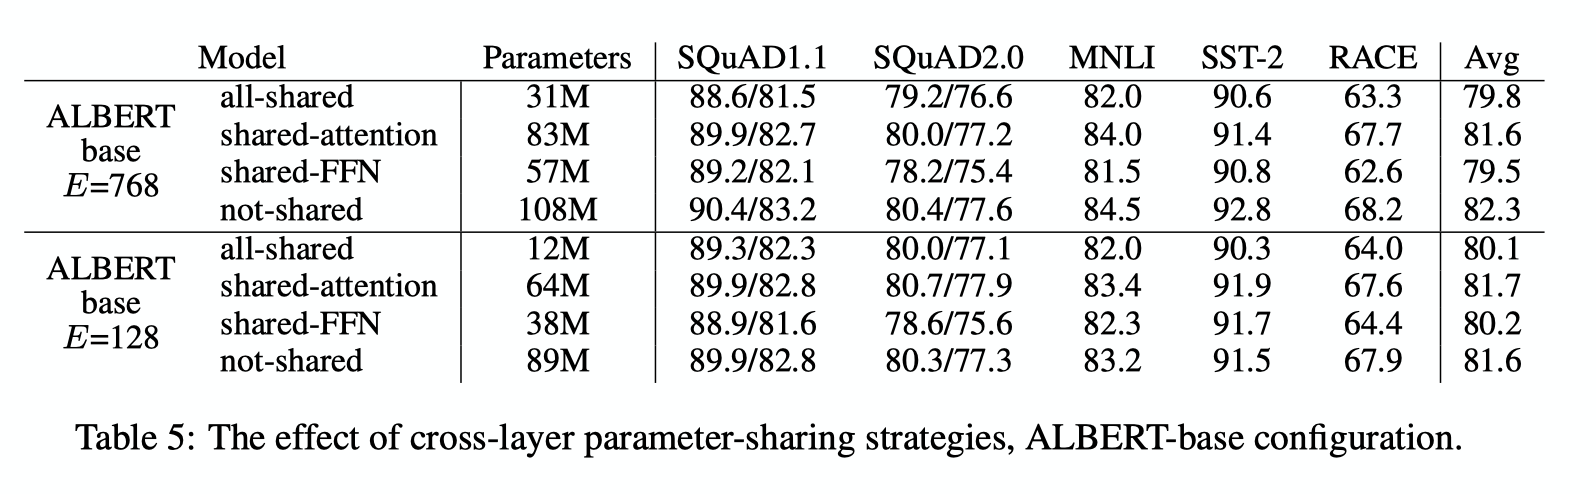 Model Parameters SQuAD1.1 SQuAD2.0 MNLI SST-2 RACE Avg
ALBERT base E=768
all-shared 31M 88.6/81.5 79.2/76.6 82.0 90.6 63.3 79.8
shared-attention 83M 89.9/82.7 80.0/77.2 84.0 91.4 67.7 81.6
shared-FFN 57M 89.2/82.1 78.2/75.4 81.5 90.8 62.6 79.5
not-shared 108M 90.4/83.2 80.4/77.6 84.5 92.8 68.2 82.3
ALBERT base E=128
all-shared 12M 89.3/82.3 80.0/77.1 82.0 90.3 64.0 80.1
shared-attention 64M 89.9/82.8 80.7/77.9 83.4 91.9 67.6 81.7
shared-FFN 38M 88.9/81.6 78.6/75.6 82.3 91.7 64.4 80.2
not-shared 89M 89.9/82.8 80.3/77.3 83.2 91.5 67.9 81.6
Table 5: The effect of cross-layer parameter-sharing strategies, ALBERT-base configuration.